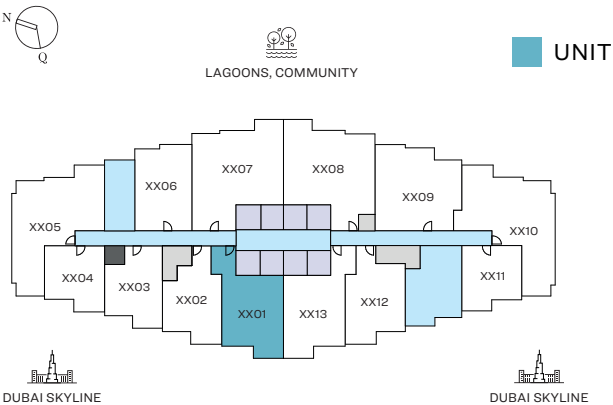 N
Q
LAGOONS, COMMUNITY
UNIT
XX07
XX08
XX06
XX09
XX05
XX10
XX04
XX03
XX02
XX01
XX13
XX12
XX11
DUBAI SKYLINE
DUBAI SKYLINE